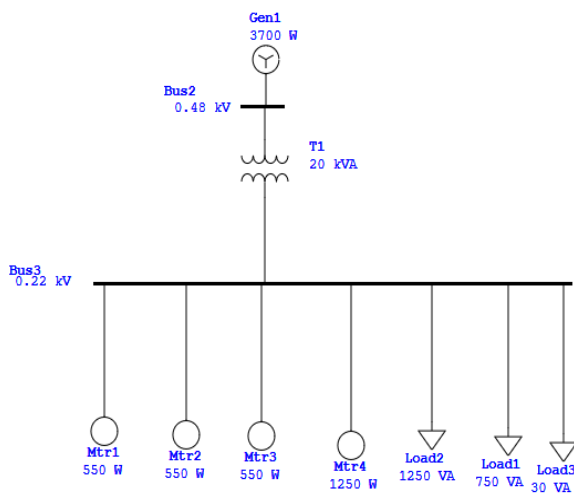 Gen1
3700 W
Bus2
0.48 kV
T1
20 kVA
Bus3
0.22 kV
Mtr1
550 W
Mtr2
550 W
Mtr3
550 W
Mtr4
1250 W
Load2
1250 VA
Load1
750 VA
Load3
30 VA